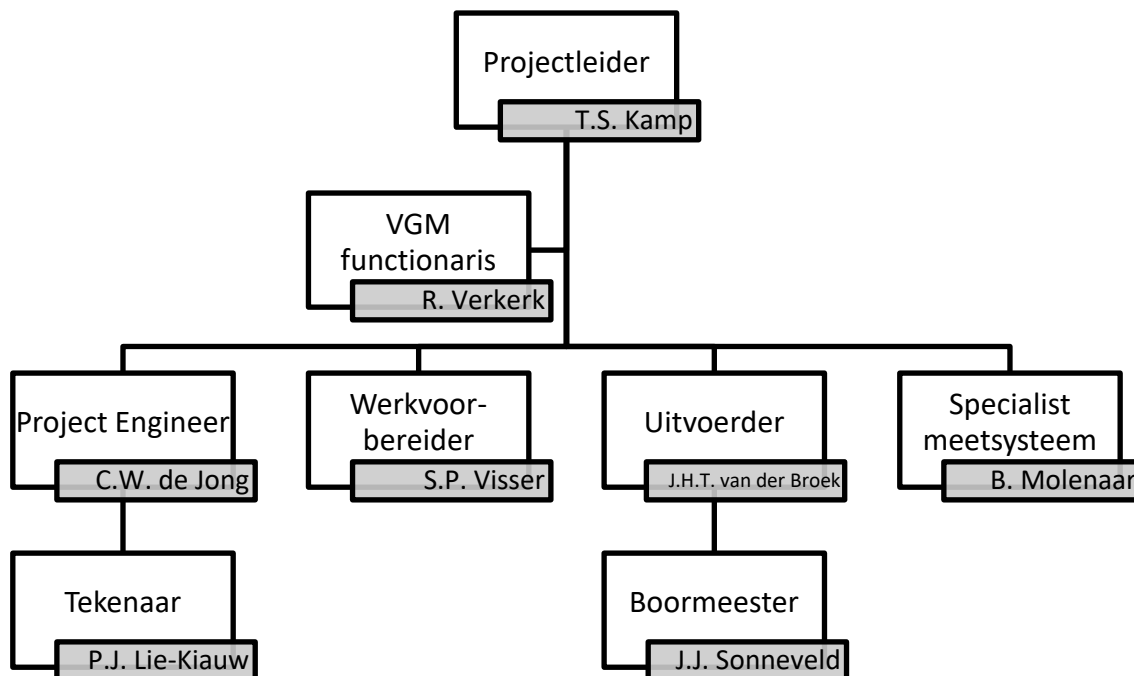 Projectleider
T.S. Kamp
VGM
functionaris
R. Verkerk
Project Engineer
C.W. de Jong
Werkvoor-
bereider
S.P. Visser
Uitvoerder
J.H.T. van der Broek
Specialist
meetsysteem
B. Molenaar
Tekenaar
P.J. Lie-Kiauw
Boormeester
J.J. Sonneveld